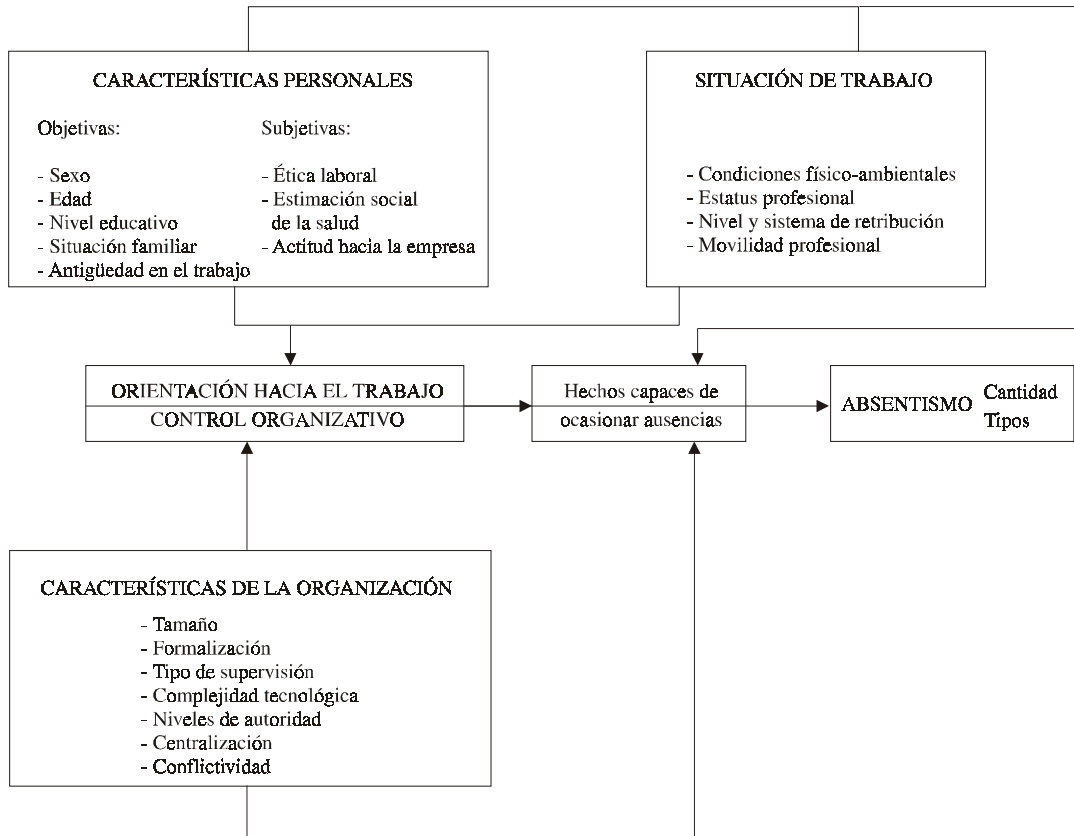 CARACTERÍSTICAS PERSONALES
Objetivas:
- Sexo
- Edad
- Nivel educativo
- Situación familiar
- Antigüedad en el trabajo
Subjetivas:
- Ética laboral
- Estimación social
de la salud
- Actitud hacia la empresa
SITUACIÓN DE TRABAJO
- Condiciones físico-ambientales
- Estatus profesional
- Nivel y sistema de retribución
- Movilidad profesional
ORIENTACIÓN HACIA EL TRABAJO
CONTROL ORGANIZATIVO
Hechos capaces de
ocasionar ausencias
ABSENTISMO Cantidad
Tipos
CARACTERÍSTICAS DE LA ORGANIZACIÓN
- Tamaño
- Formalización
- Tipo de supervisión
- Complejidad tecnológica
- Niveles de autoridad
- Centralización
- Conflictividad